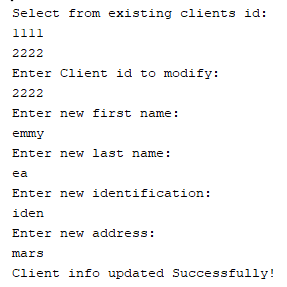 Select from existing clients id:
1111
2222
Enter Client id to modify:
2222
Enter new first name:
emmy
Enter new last name:
ea
Enter new identification:
iden
Enter new address:
mars
Client info updated Successfully!